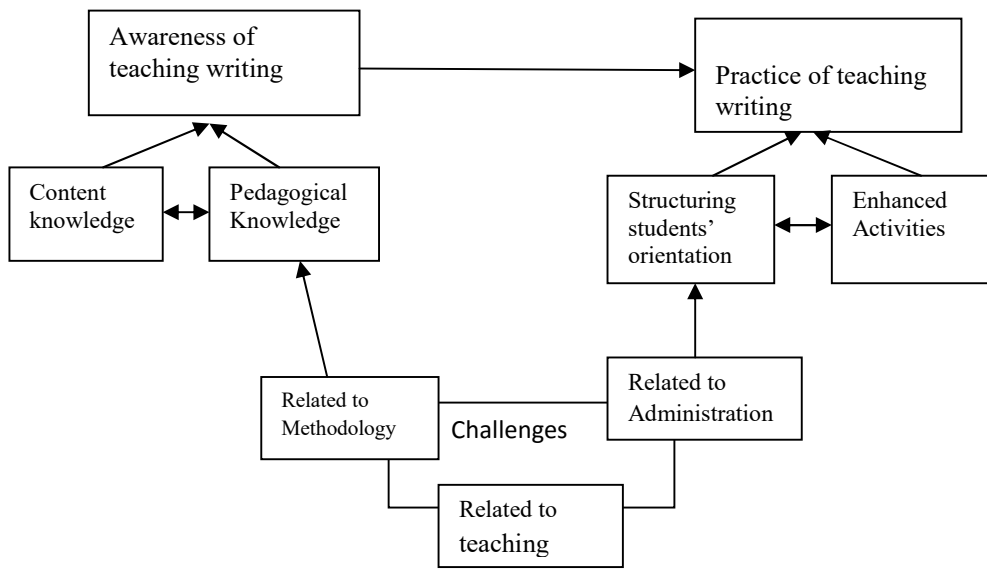 Awareness of
teaching writing
Practice of teaching
writing
Content
knowledge
Pedagogical
Knowledge
Structuring
students’
orientation
Enhanced
Activities
Related to
Methodology
Challenges
Related to
Administration
Related to
teaching